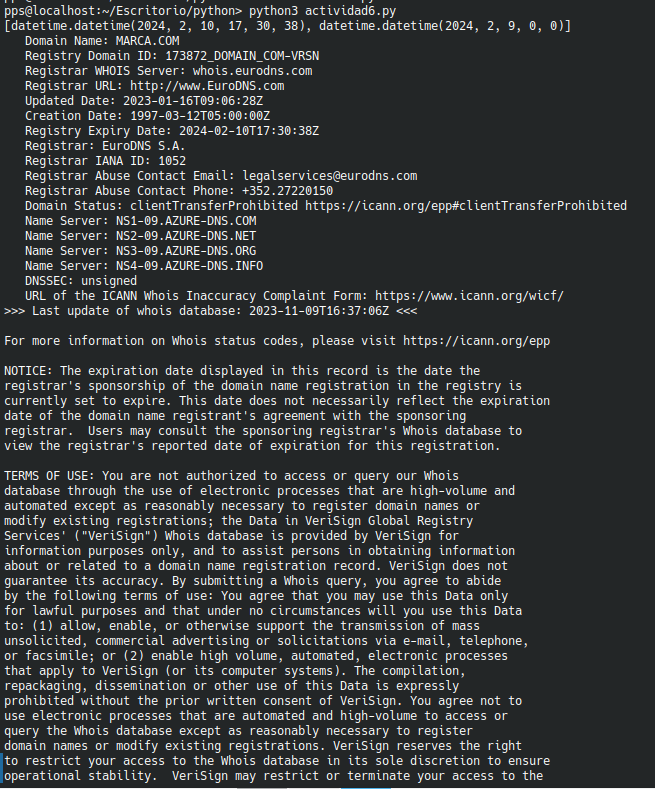 pps@localhost:~/Escritorio/python> python3 actividad6.py
[datetime.datetime(2024, 2, 10, 17, 30, 38), datetime.datetime(2024, 2, 9, 0, 0)]
Domain Name: MARCA.COM
Registry Domain ID: 173872_DOMAIN_COM-VRSN
Registrar WHOIS Server: whois.eurodns.com
Registrar URL: http://www.EuroDNS.com
Updated Date: 2023-01-16T09:06:28Z
Creation Date: 1997-03-12T05:00:00Z
Registry Expiry Date: 2024-02-10T17:30:38Z
Registrar: EuroDNS S.A.
Registrar IANA ID: 1052
Registrar Abuse Contact Email: legalservices@eurodns.com
Registrar Abuse Contact Phone: +352.27220150
Domain Status: clientTransferProhibited https://icann.org/epp#clientTransferProhibited
Name Server: NS1-09.AZURE-DNS.COM
Name Server: NS2-09.AZURE-DNS.NET
Name Server: NS3-09.AZURE-DNS.ORG
Name Server: NS4-09.AZURE-DNS.INFO
DNSSEC: unsigned
URL of the ICANN Whois Inaccuracy Complaint Form: https://www.icann.org/wicf/
>>> Last update of whois database: 2023-11-09T16:37:06Z <<<
For more information on Whois status codes, please visit https://icann.org/epp
NOTICE: The expiration date displayed in this record is the date the
registrar's sponsorship of the domain name registration in the registry is
currently set to expire. This date does not necessarily reflect the expiration
date of the domain name registrant's agreement with the sponsoring
registrar.  Users may consult the sponsoring registrar's Whois database to
view the registrar's reported date of expiration for this registration.
TERMS OF USE: You are not authorized to access or query our Whois
database through the use of electronic processes that are high-volume and
automated except as reasonably necessary to register domain names or
modify existing registrations; the Data in VeriSign Global Registry
Services' ("VeriSign") Whois database is provided by VeriSign for
information purposes only, and to assist persons in obtaining information
about or related to a domain name registration record. VeriSign does not
guarantee its accuracy. By submitting a Whois query, you agree to abide
by the following terms of use: You agree that you may use this Data only
for lawful purposes and that under no circumstances will you use this Data
to: (1) allow, enable, or otherwise support the transmission of mass
unsolicited, commercial advertising or solicitations via e-mail, telephone,
or facsimile; or (2) enable high volume, automated, electronic processes
that apply to VeriSign (or its computer systems). The compilation,
repackaging, dissemination or other use of this Data is expressly
prohibited without the prior written consent of VeriSign. You agree not to
use electronic processes that are automated and high-volume to access or
query the Whois database except as reasonably necessary to register
domain names or modify existing registrations. VeriSign reserves the right
to restrict your access to the Whois database in its sole discretion to ensure
operational stability.  VeriSign may restrict or terminate your access to the